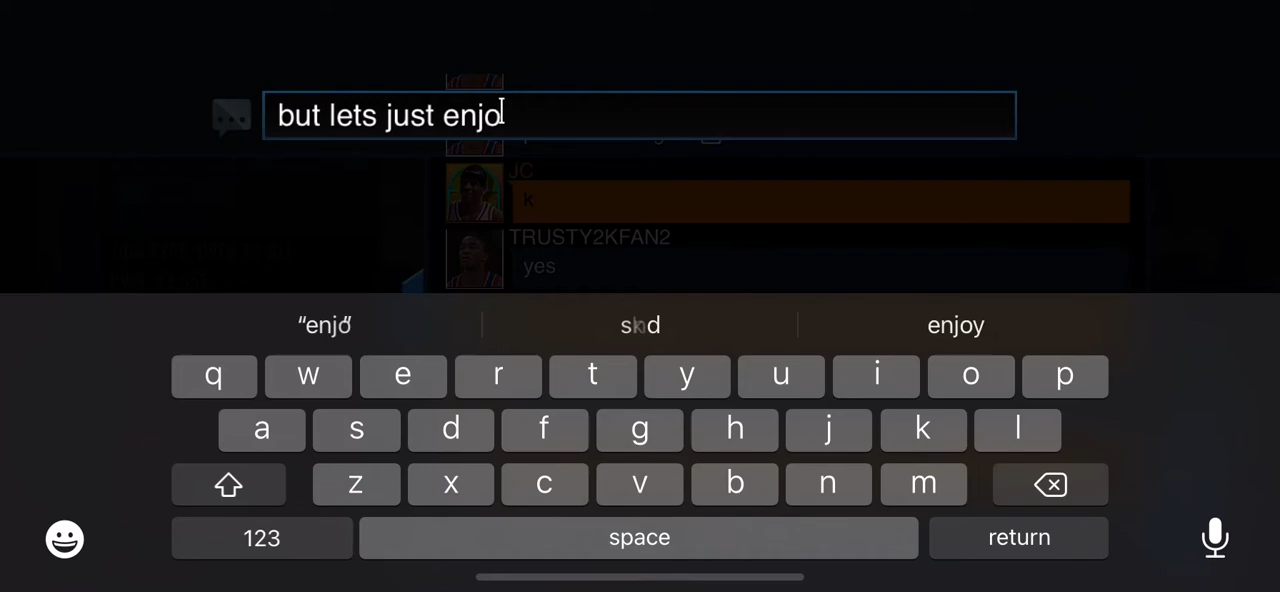 but lets just enjo
JC
k
TRUSTY2KFAN2
yes
“enjo”
enjoy
q w e r t y u i o p
a s d f g h j k l
z x c v b n m
123 space return